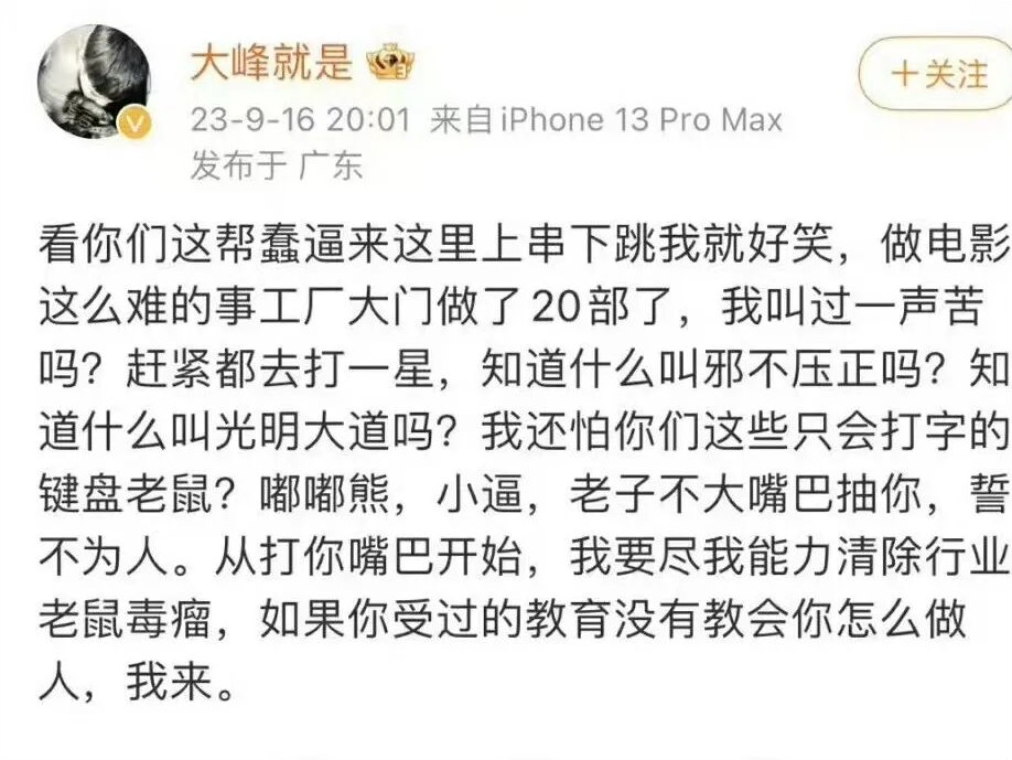 大峰就是
+关注
23-9-16 20:01 来自 iPhone 13 Pro Max
发布于 广东
看你们这帮蠢逼来这里上串下跳我就好笑，做电影
这么难的事工厂大门做了20部了，我叫过一声苦
吗？赶紧都去打一星，知道什么叫邪不压正吗？知
道什么叫光明大道吗？我还怕你们这些只会打字的
键盘老鼠？嘟嘟熊，小逼，老子不大嘴巴抽你，誓
不为人。从打你嘴巴开始，我要尽我能力清除行业
老鼠毒瘤，如果你受过的教育没有教会你怎么做
人，我来。